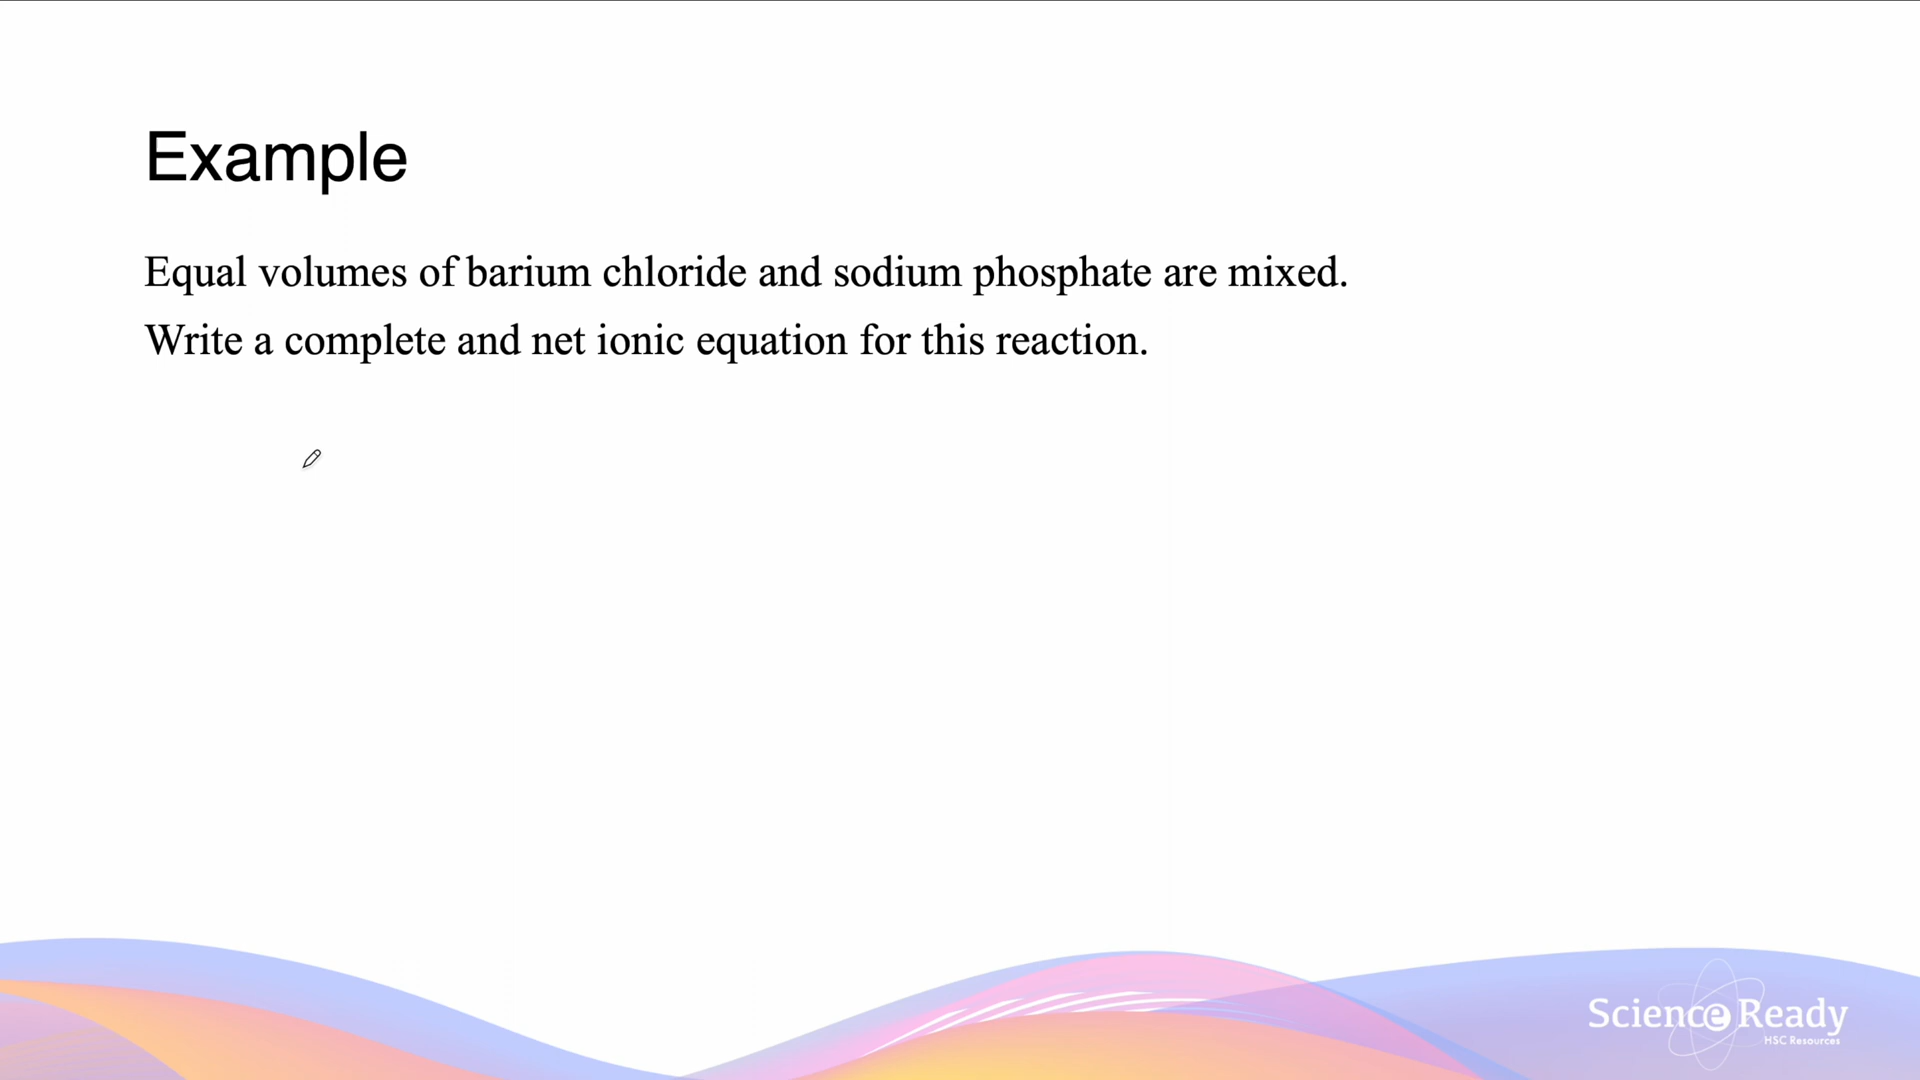 Example
Equal volumes of barium chloride and sodium phosphate are mixed.
Write a complete and net ionic equation for this reaction.
Science Ready
HSC Resources